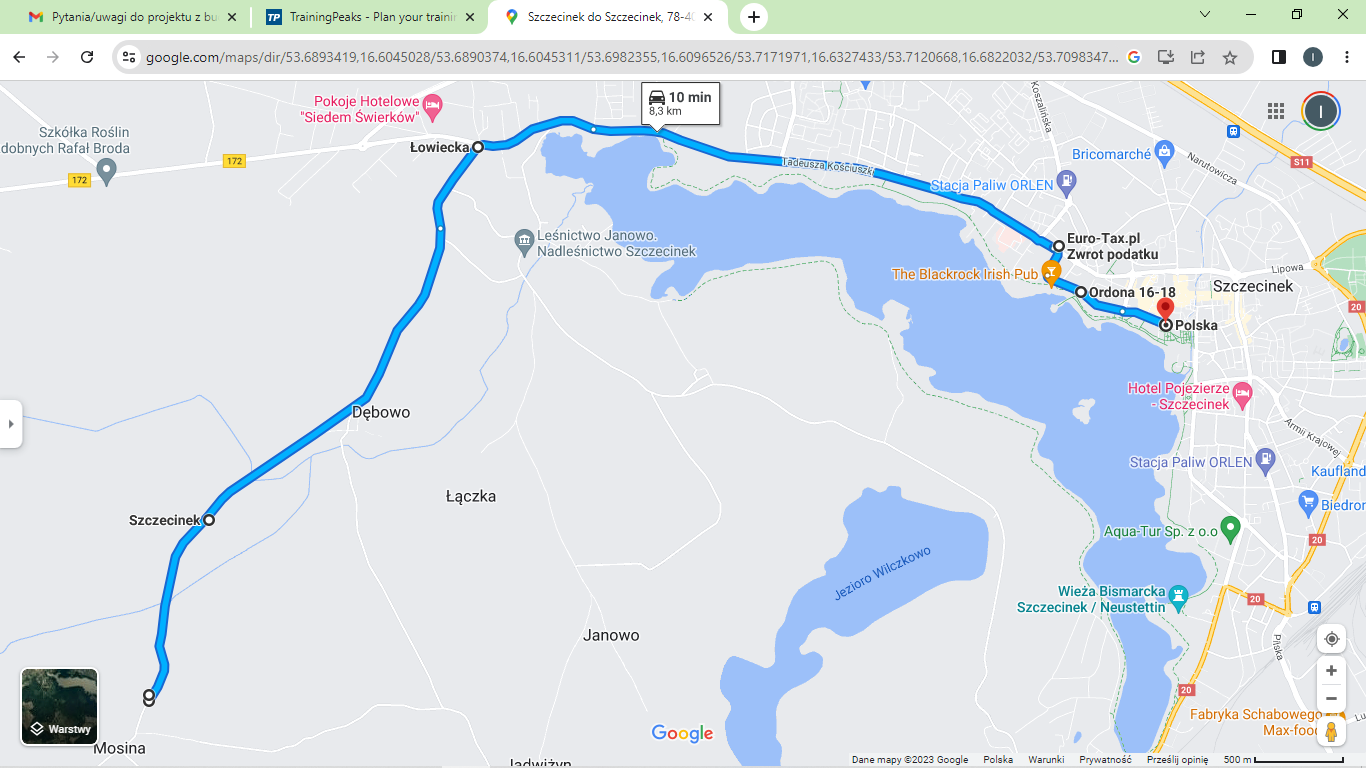 Pytania/uwagi do projektu z bu
TrainingPeaks - Plan your trainin
Szczecinek do Szczecinek, 78-40
google.com/maps/dir/53.6893419,16.6045028/53.6890374,16.6045311/53.6982355,16.6096526/53.7171971,16.6327433/53.7120668,16.6822032/53.7098347...
I
10 min
8,3 km
Pokoje Hotelowe
"Siedem Świerków"
Szkółka Roślin
dobnych Rafał Broda
172
172
Łowiecka
Tadeusza Kościuszk
Koszalińska
Bricomarché
Narutowicza
S11
I
Stacja Paliw ORLEN
Leśnictwo Janowo.
Nadleśnictwo Szczecinek
Euro-Tax.pl
Zwrot podatku
The Blackrock Irish Pub
Lipowa
Ordona 16-18
Szczecinek
20
Polska
Hotel Pojezierze
- Szczecinek
Dębowo
Armii Krajowej
Stacja Paliw ORLEN
Kaufland
Łączka
Biedron
Szczecinek
Aqua-Tur Sp. z o.o
20
Jezioro Wilczkowo
Wieża Bismarcka
Szczecinek / Neustettin
20
Janowo
Pilska
20
Warstwy
Fabryka Schabowego
Max-food
Mosina
Google
Jadwiżyn
Dane mapy ©2023 Google
Polska
Warunki
Prywatność
Prześlij opinię
500 m